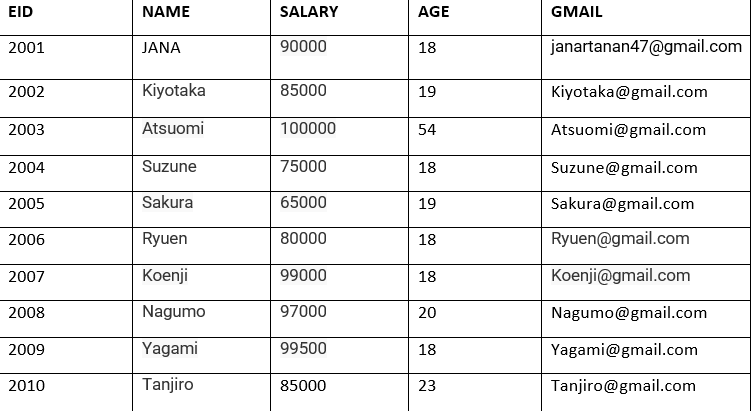 EID NAME SALARY AGE GMAIL
2001 JANA 90000 18 janartanan47@gmail.com
2002 Kiyotaka 85000 19 Kiyotaka@gmail.com
2003 Atsuomi 100000 54 Atsuomi@gmail.com
2004 Suzune 75000 18 Suzune@gmail.com
2005 Sakura 65000 19 Sakura@gmail.com
2006 Ryuen 80000 18 Ryuen@gmail.com
2007 Koenji 99000 18 Koenji@gmail.com
2008 Nagumo 97000 20 Nagumo@gmail.com
2009 Yagami 99500 18 Yagami@gmail.com
2010 Tanjiro 85000 23 Tanjiro@gmail.com